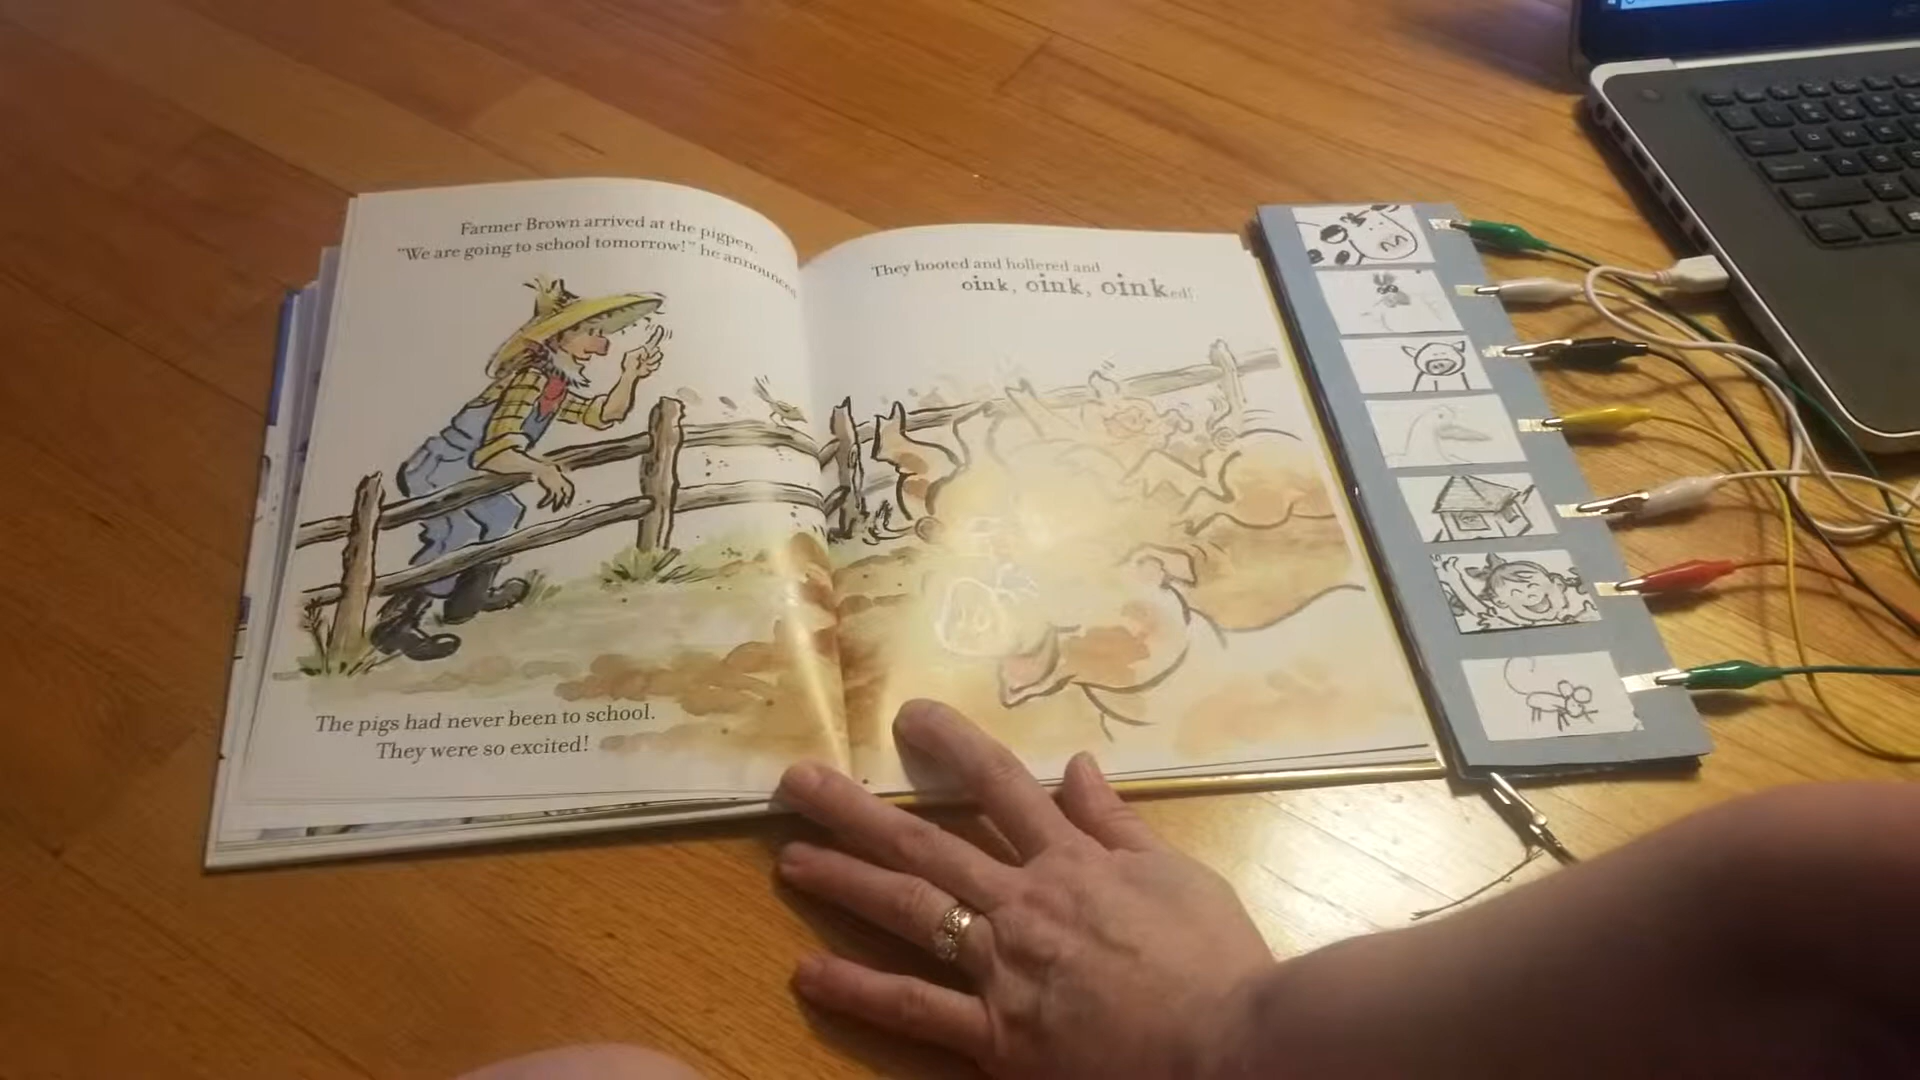 Farmer Brown arrived at the pigpen.
"We are going to school tomorrow!" he announced.
The pigs had never been to school.
They were so excited!
They hooted and hollered and
oink, oink, oinked!